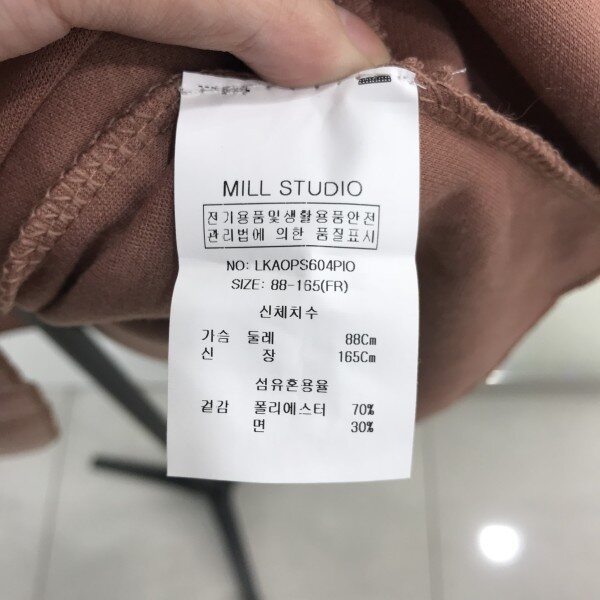 MILL STUDIO
전기용품및생활용품안전
관리법에 의한 품질표시
NO: LKAOPS604PIO
SIZE: 88-165(FR)
신체치수
가슴 둘레 88Cm
신 장 165Cm
섬유혼용율
겉감 폴리에스터 70%
면 30%